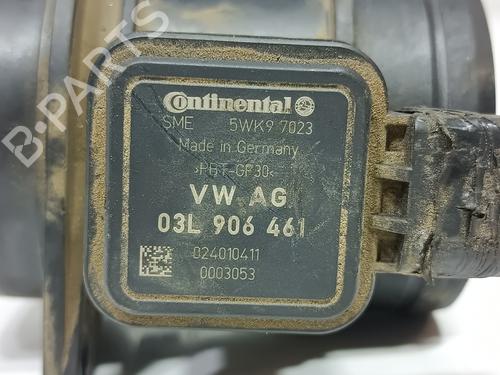 B-PARTS
Continental
SME 5WK9 7023
Made in Germany
>PBT-GF30<
VW AG
03L 906 461
024010411
0003053